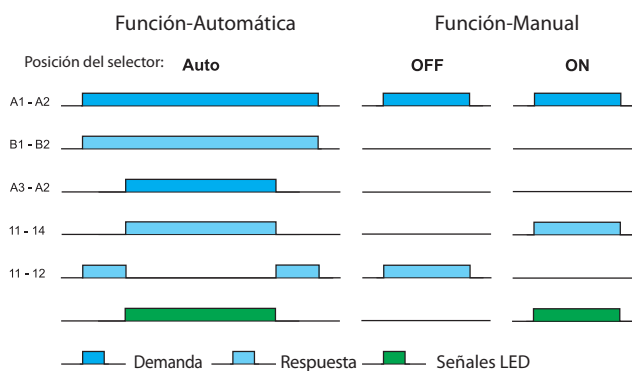 Función-Automática Función-Manual
Posición del selector: Auto OFF ON
A1 - A2
B1 - B2
A3 - A2
11 - 14
11 - 12
Demanda Respuesta Señales LED